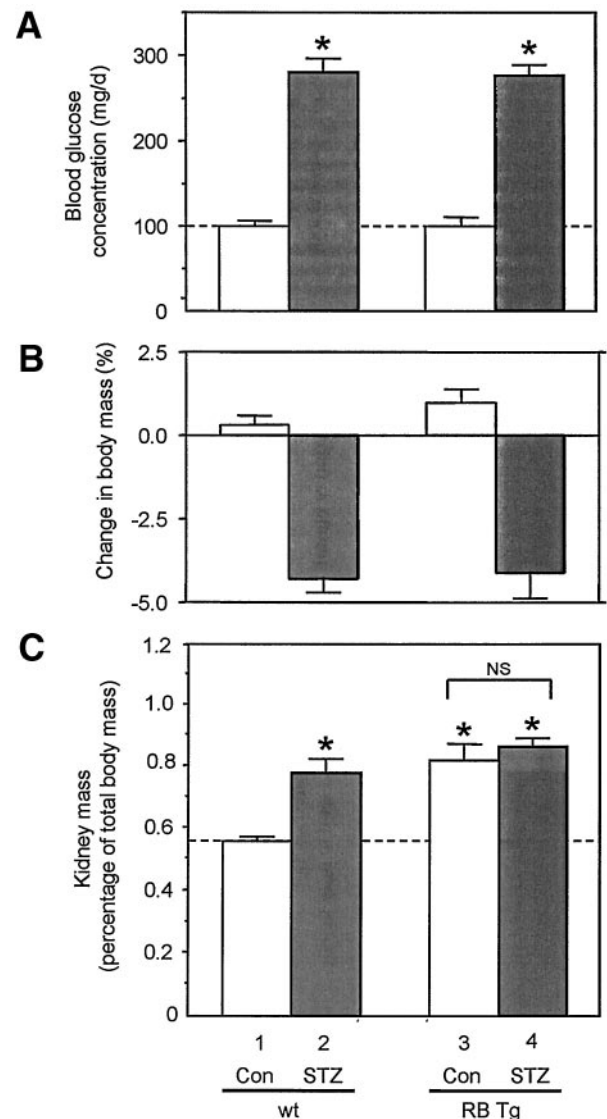 A
Blood glucose
concentration (mg/d)
300
200
100
0
*
*
B
Change in body mass (%)
2.5
0.0
-2.5
-5.0
C
Kidney mass
(percentage of total body mass)
1.2
1.0
0.8
0.6
0.4
0.2
0
NS
*
*
*
1 2 3 4
Con STZ Con STZ
wt RB Tg